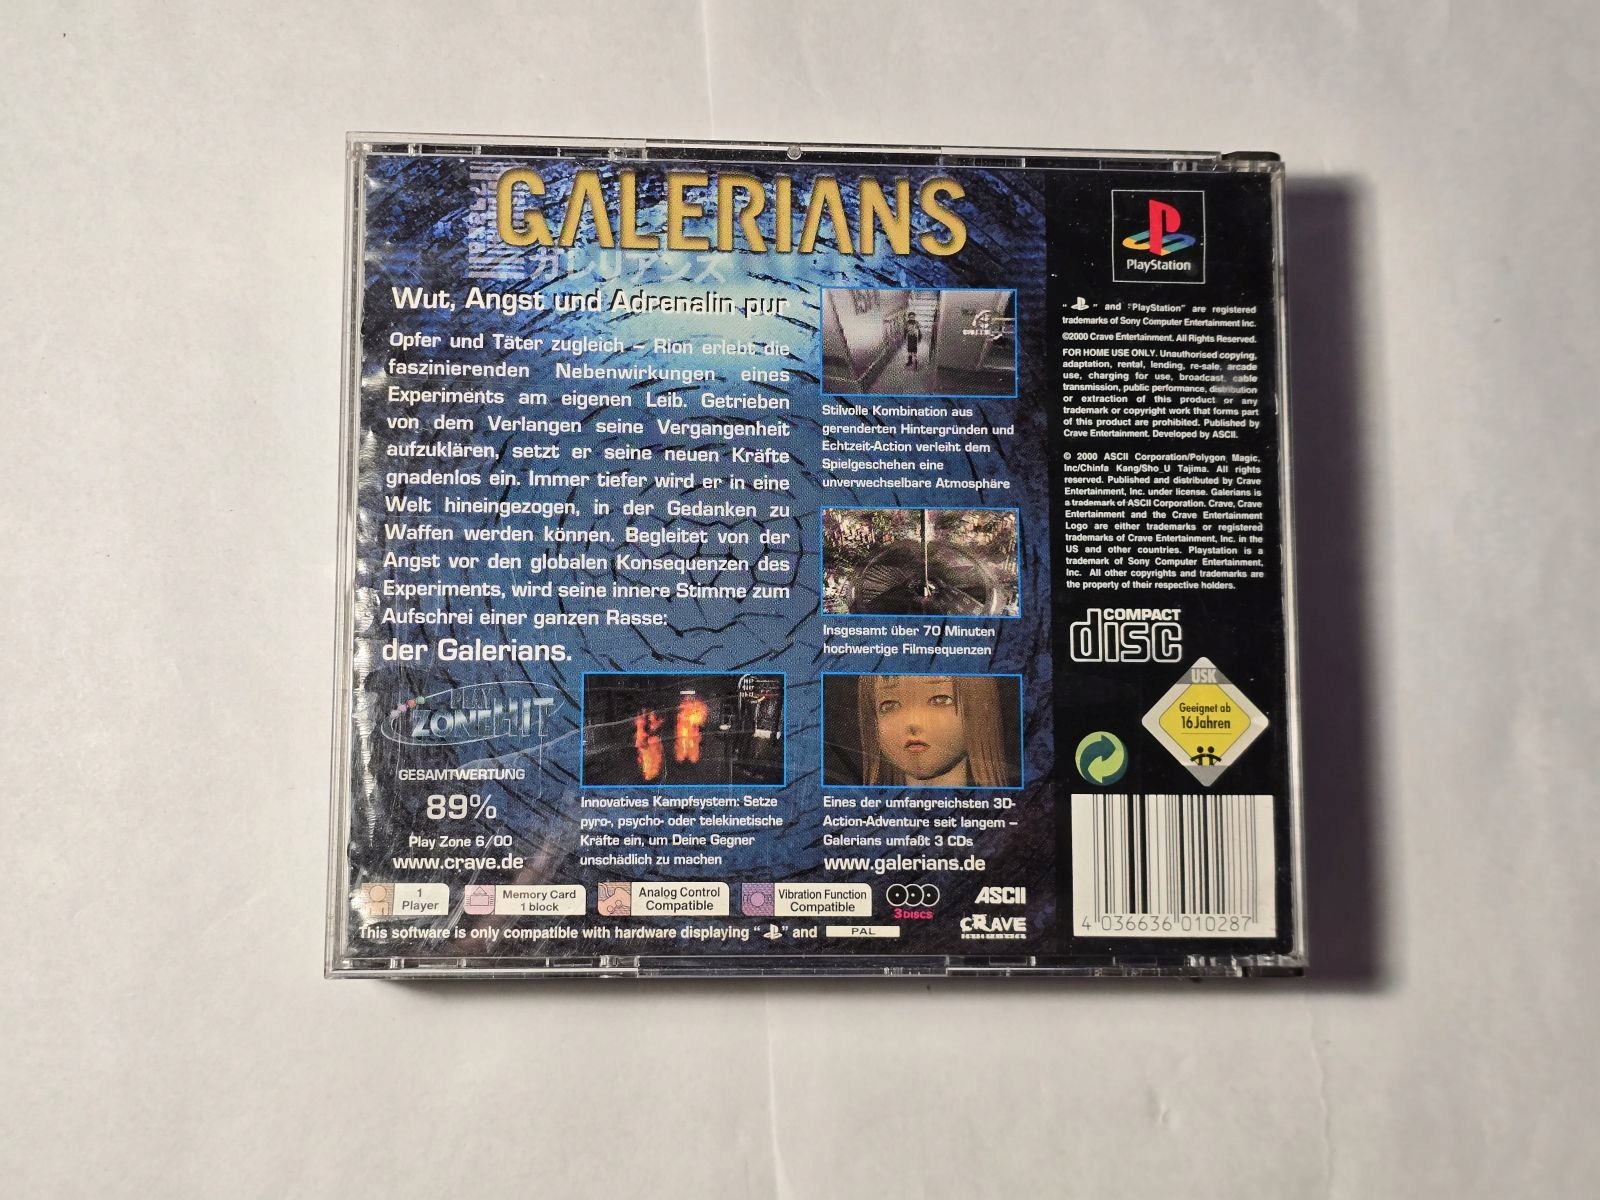 GALERIANS
ガレリアンズ
Wut, Angst und Adrenalin pur
Opfer und Täter zugleich – Rion erlebt die
faszinierenden Nebenwirkungen eines
Experiments am eigenen Leib. Getrieben
von dem Verlangen seine Vergangenheit
aufzuklären, setzt er seine neuen Kräfte
gnadenlos ein. Immer tiefer wird er in eine
Welt hineingezogen, in der Gedanken zu
Waffen werden können. Begleitet von der
Angst vor den globalen Konsequenzen des
Experiments, wird seine innere Stimme zum
Aufschrei einer ganzen Rasse:
der Galerians.
PLAY
ZONE HIT
GESAMTWERTUNG
89%
Play Zone 6/00
www.crave.de
Stilvolle Kombination aus
gerenderten Hintergründen und
Echtzeit-Action verleiht dem
Spielgeschehen eine
unverwechselbare Atmosphäre
Insgesamt über 70 Minuten
hochwertige Filmsequenzen
Innovatives Kampfsystem: Setze
pyro-, psycho- oder telekinetische
Kräfte ein, um Deine Gegner
unschädlich zu machen
Eines der umfangreichsten 3D-
Action-Adventure seit langem –
Galerians umfaßt 3 CDs
www.galerians.de
1
Player
Memory Card
1 block
Analog Control
Compatible
Vibration Function
Compatible
3 DISCS
ASCII
CRAVE
ENTERTAINMENT
This software is only compatible with hardware displaying " " and PAL
PlayStation
" " and "PlayStation" are registered
trademarks of Sony Computer Entertainment Inc.
©2000 Crave Entertainment. All Rights Reserved.
FOR HOME USE ONLY. Unauthorised copying,
adaptation, rental, lending, re-sale, arcade
use, charging for use, broadcast, cable
transmission, public performance, distribution
or extraction of this product or any
trademark or copyright work that forms part
of this product are prohibited. Published by
Crave Entertainment. Developed by ASCII.
© 2000 ASCII Corporation/Polygon Magic,
Inc/Chinfa Kang/Sho_U Tajima. All rights
reserved. Published and distributed by Crave
Entertainment, Inc. under license. Galerians is
a trademark of ASCII Corporation. Crave, Crave
Entertainment and the Crave Entertainment
Logo are either trademarks or registered
trademarks of Crave Entertainment, Inc. in the
US and other countries. Playstation is a
trademark of Sony Computer Entertainment,
Inc. All other copyrights and trademarks are
the property of their respective holders.
COMPACT
disc
USK
Geeignet ab
16 Jahren
4 036636 010287